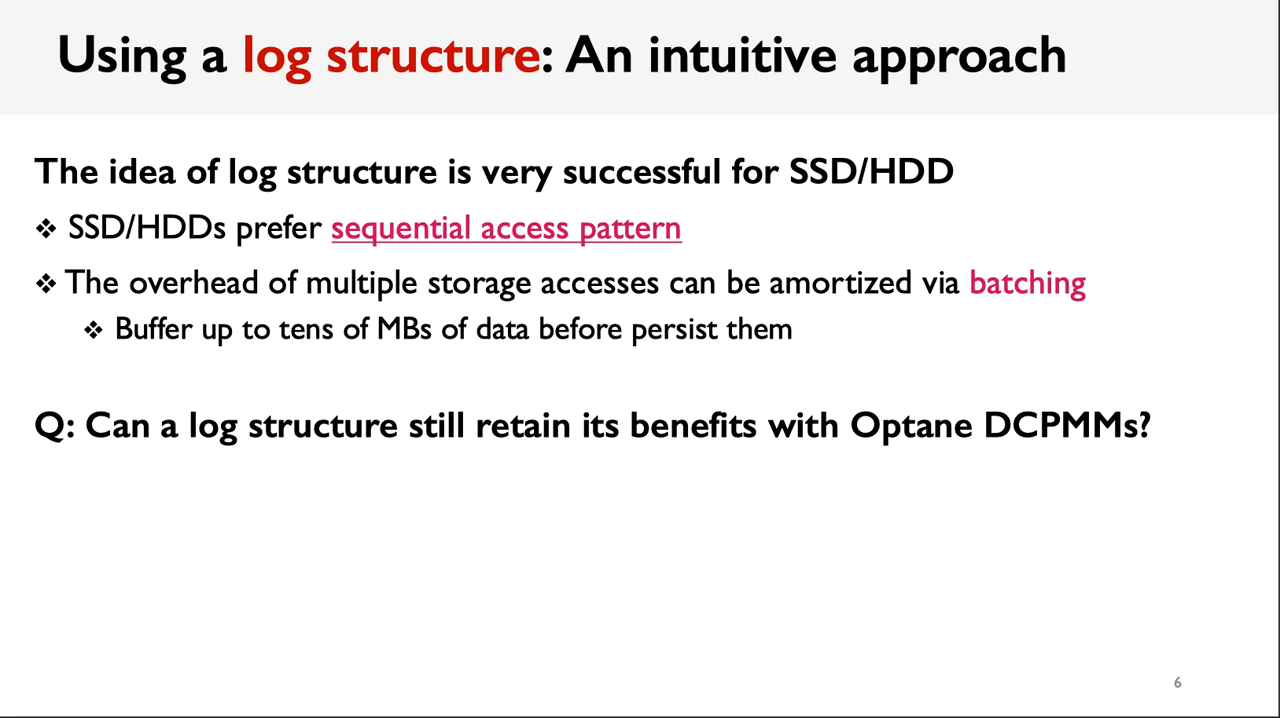 Using a log structure: An intuitive approach
The idea of log structure is very successful for SSD/HDD
❖ SSD/HDDs prefer sequential access pattern
❖ The overhead of multiple storage accesses can be amortized via batching
❖ Buffer up to tens of MBs of data before persist them
Q: Can a log structure still retain its benefits with Optane DCPMMs?
6